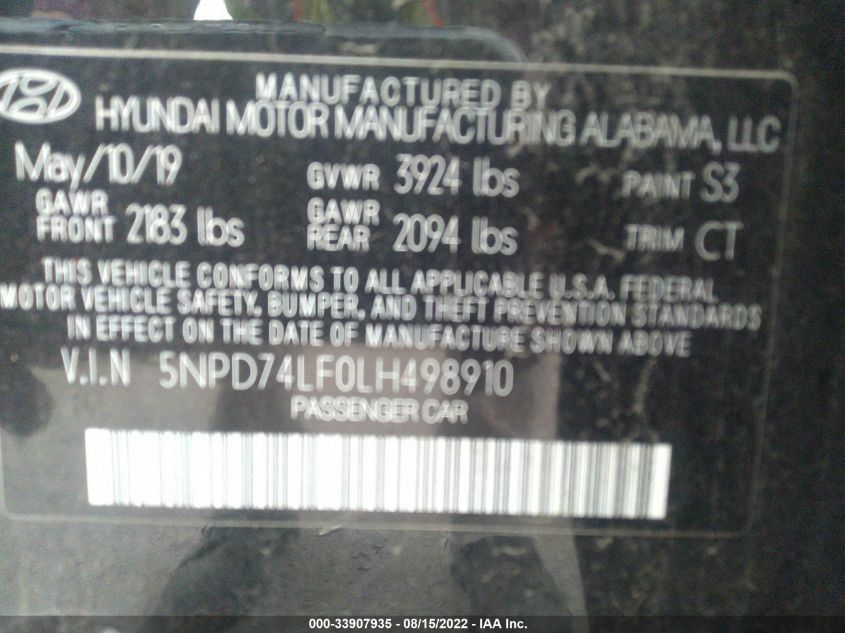 MANUFACTURED BY
HYUNDAI MOTOR MANUFACTURING ALABAMA, LLC
May/10/19 GVWR 3924 lbs PAINT S3
GAWR FRONT 2183 lbs GAWR REAR 2094 lbs TRIM CT
THIS VEHICLE CONFORMS TO ALL APPLICABLE U.S.A. FEDERAL
MOTOR VEHICLE SAFETY, BUMPER, AND THEFT PREVENTION STANDARDS
IN EFFECT ON THE DATE OF MANUFACTURE SHOWN ABOVE.
V.I.N 5NPD74LF0LH498910
PASSENGER CAR
000-33907935 - 08/15/2022 - IAA Inc.